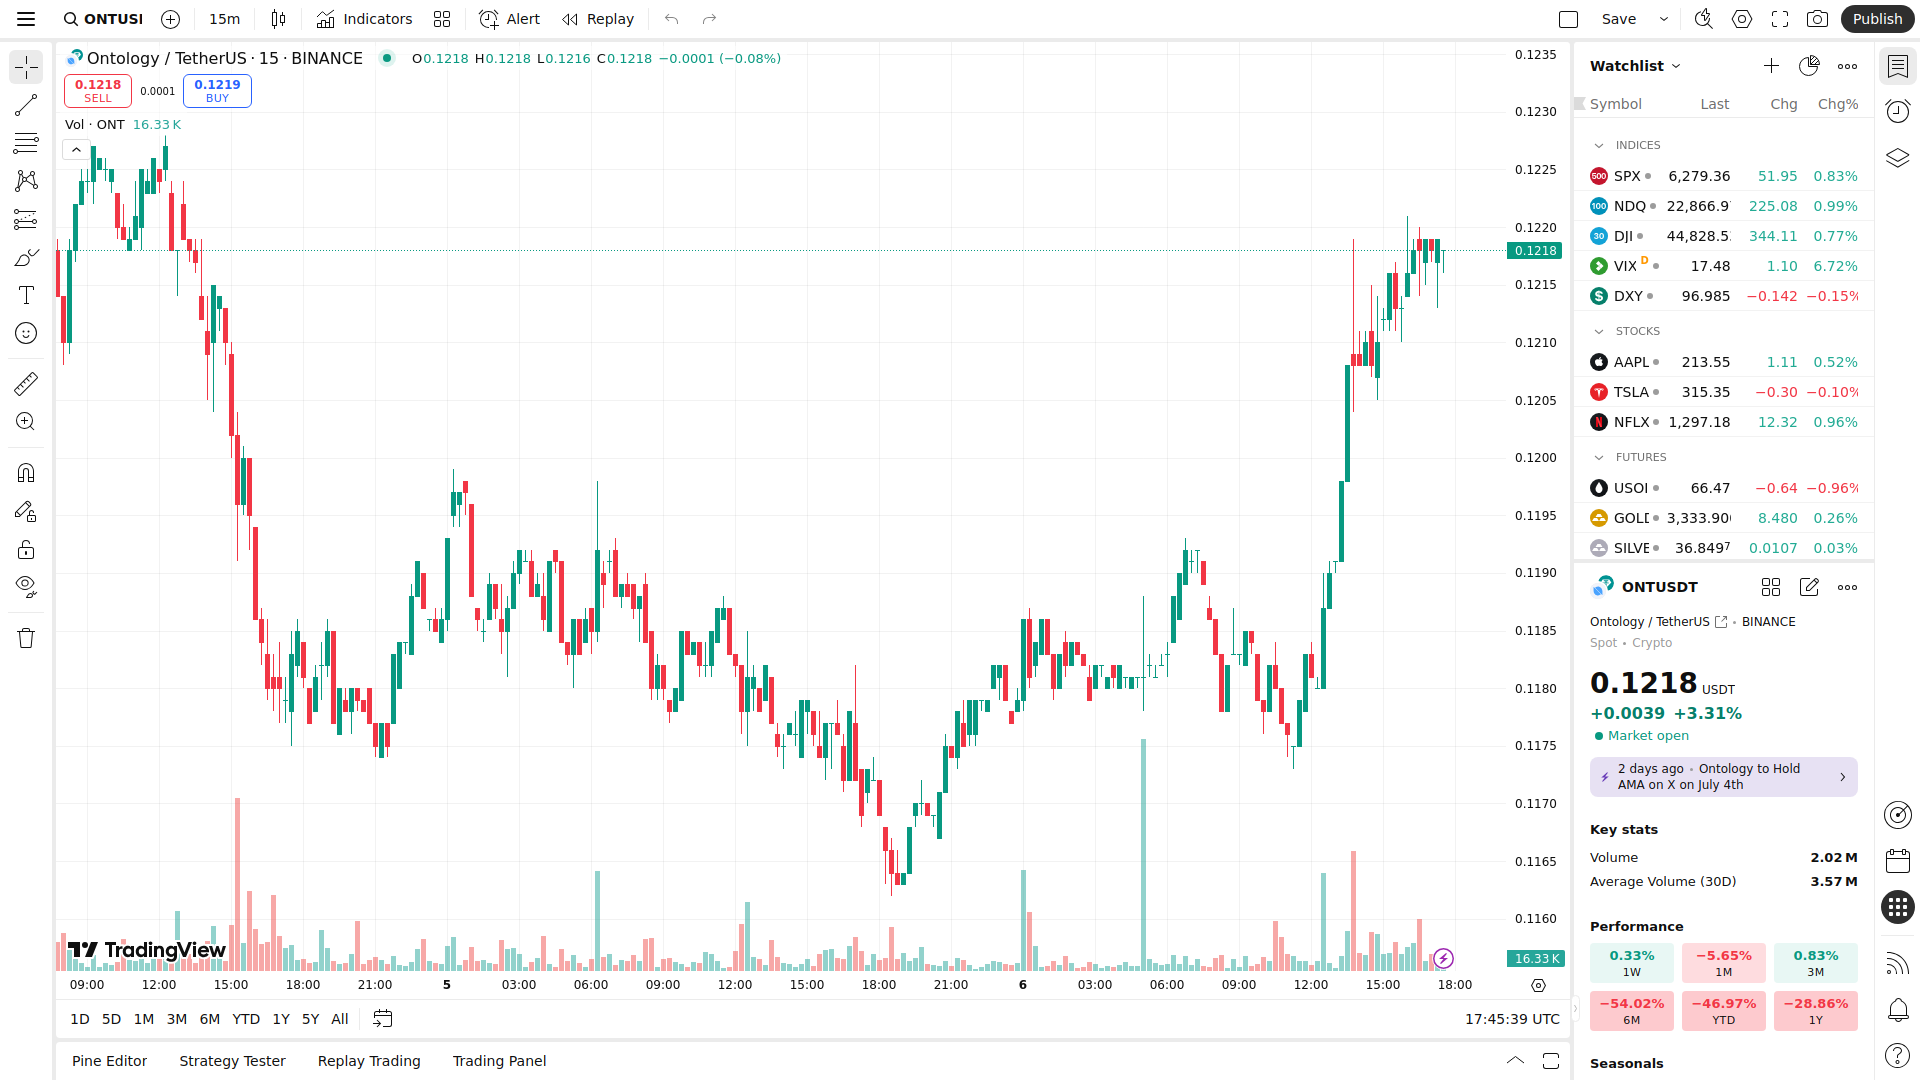 ONTUSI
15m
Indicators
Alert
Replay
Save
Publish
Ontology / TetherUS · 15 · BINANCE
O0.1218 H0.1218 L0.1216 C0.1218 −0.0001 (−0.08%)
0.1218
SELL
0.0001
0.1219
BUY
Vol · ONT 16.33 K
0.1235
0.1230
0.1225
0.1220
0.1218
0.1215
0.1210
0.1205
0.1200
0.1195
0.1190
0.1185
0.1180
0.1175
0.1170
0.1165
0.1160
16.33 K
TradingView
09:00 12:00 15:00 18:00 21:00 5 03:00 06:00 09:00 12:00 15:00 18:00 21:00 6 03:00 06:00 09:00 12:00 15:00 18:00
1D 5D 1M 3M 6M YTD 1Y 5Y All
17:45:39 UTC
Pine Editor Strategy Tester Replay Trading Trading Panel
Watchlist
Symbol Last Chg Chg%
INDICES
SPX 6,279.36 51.95 0.83%
NDQ 22,866.9 225.08 0.99%
DJI 44,828.5 344.11 0.77%
VIX D 17.48 1.10 6.72%
DXY 96.985 −0.142 −0.15%
STOCKS
AAPL 213.55 1.11 0.52%
TSLA 315.35 −0.30 −0.10%
NFLX 1,297.18 12.32 0.96%
FUTURES
USOI 66.47 −0.64 −0.96%
GOLD 3,333.90 8.480 0.26%
SILVE 36.8497 0.0107 0.03%
ONTUSDT
Ontology / TetherUS • BINANCE
Spot • Crypto
0.1218 USDT
+0.0039 +3.31%
Market open
2 days ago • Ontology to Hold
AMA on X on July 4th
Key stats
Volume 2.02 M
Average Volume (30D) 3.57 M
Performance
0.33%
1W
−5.65%
1M
0.83%
3M
−54.02%
6M
−46.97%
YTD
−28.86%
1Y
Seasonals